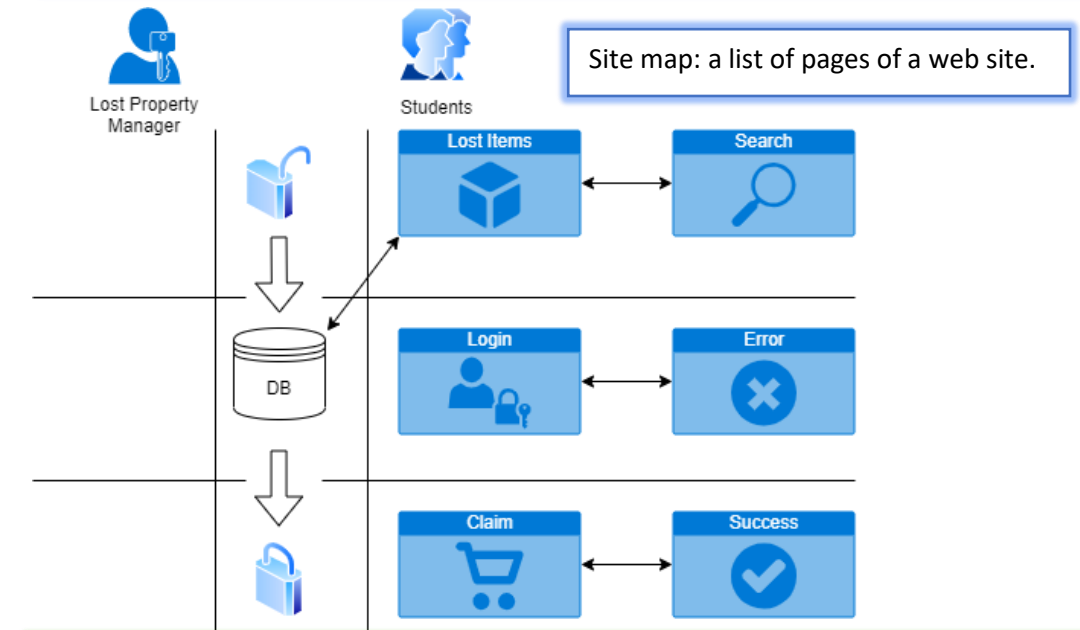 Site map: a list of pages of a web site.
Lost Property
Manager
Students
Lost Items
Search
DB
Login
Error
Claim
Success